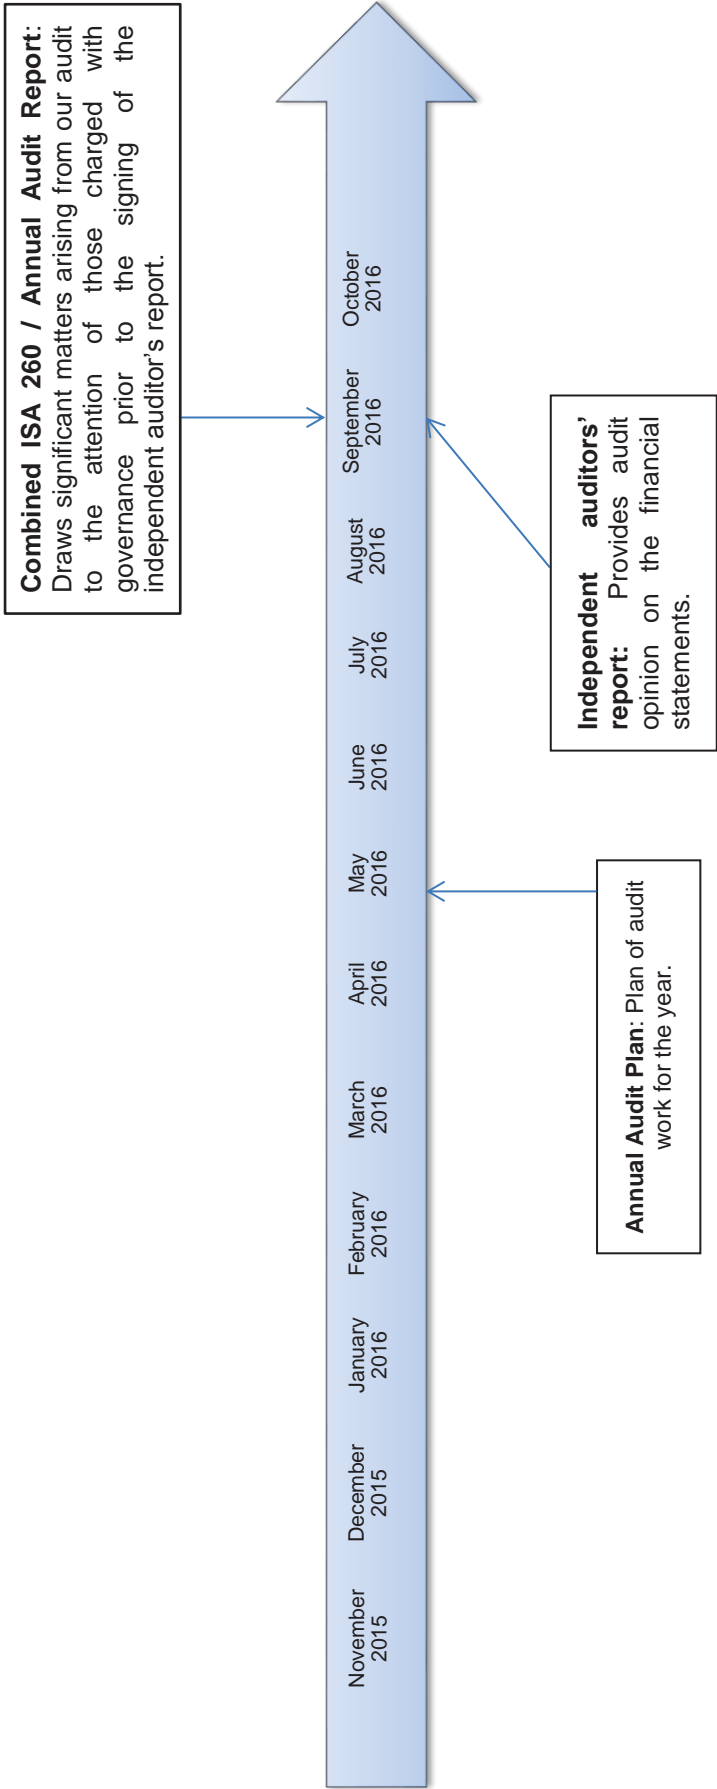 Combined ISA 260 / Annual Audit Report:
Draws significant matters arising from our audit
to the attention of those charged with
governance prior to the signing of the
independent auditor's report.
November
2015
December
2015
January
2016
February
2016
March
2016
April
2016
May
2016
June
2016
July
2016
August
2016
September
2016
October
2016
Annual Audit Plan: Plan of audit
work for the year.
Independent auditors’
report: Provides audit
opinion on the financial
statements.